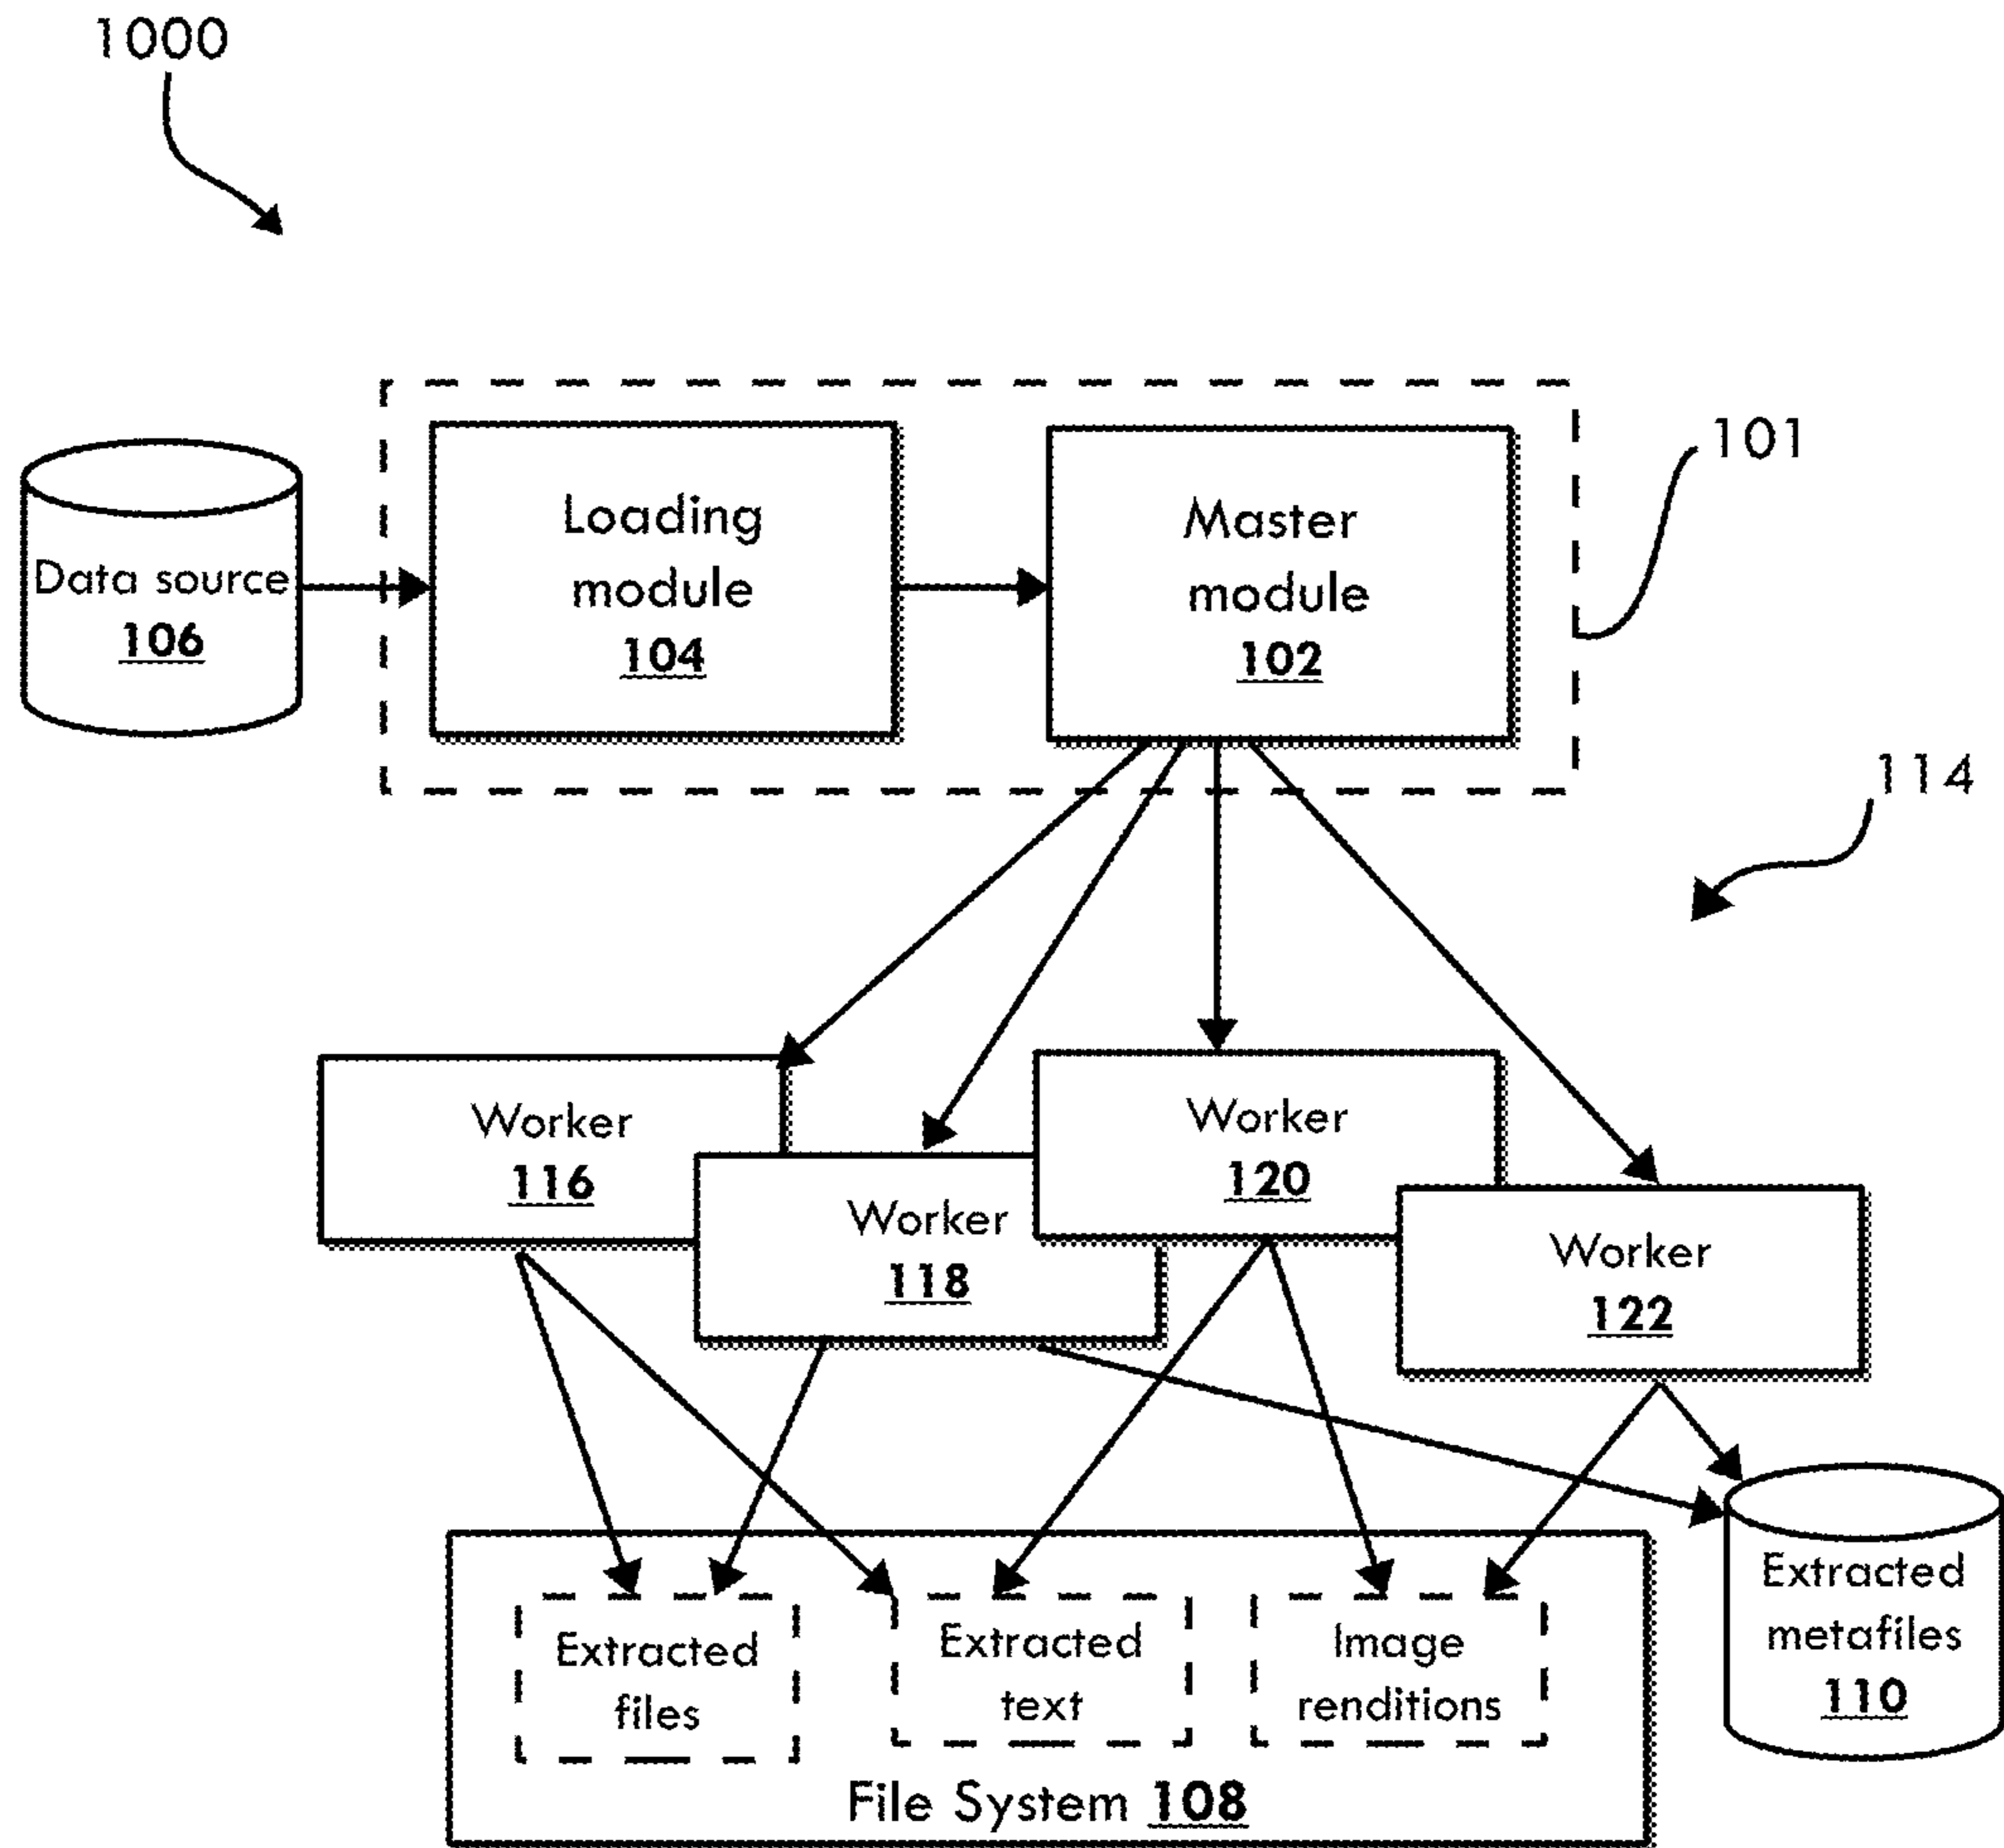 1000
101
Loading
module
104
Master
module
102
Data source
106
114
Worker
116
Worker
118
Worker
120
Worker
122
Extracted
files
Extracted
text
Image
renditions
File System 108
Extracted
metafiles
110